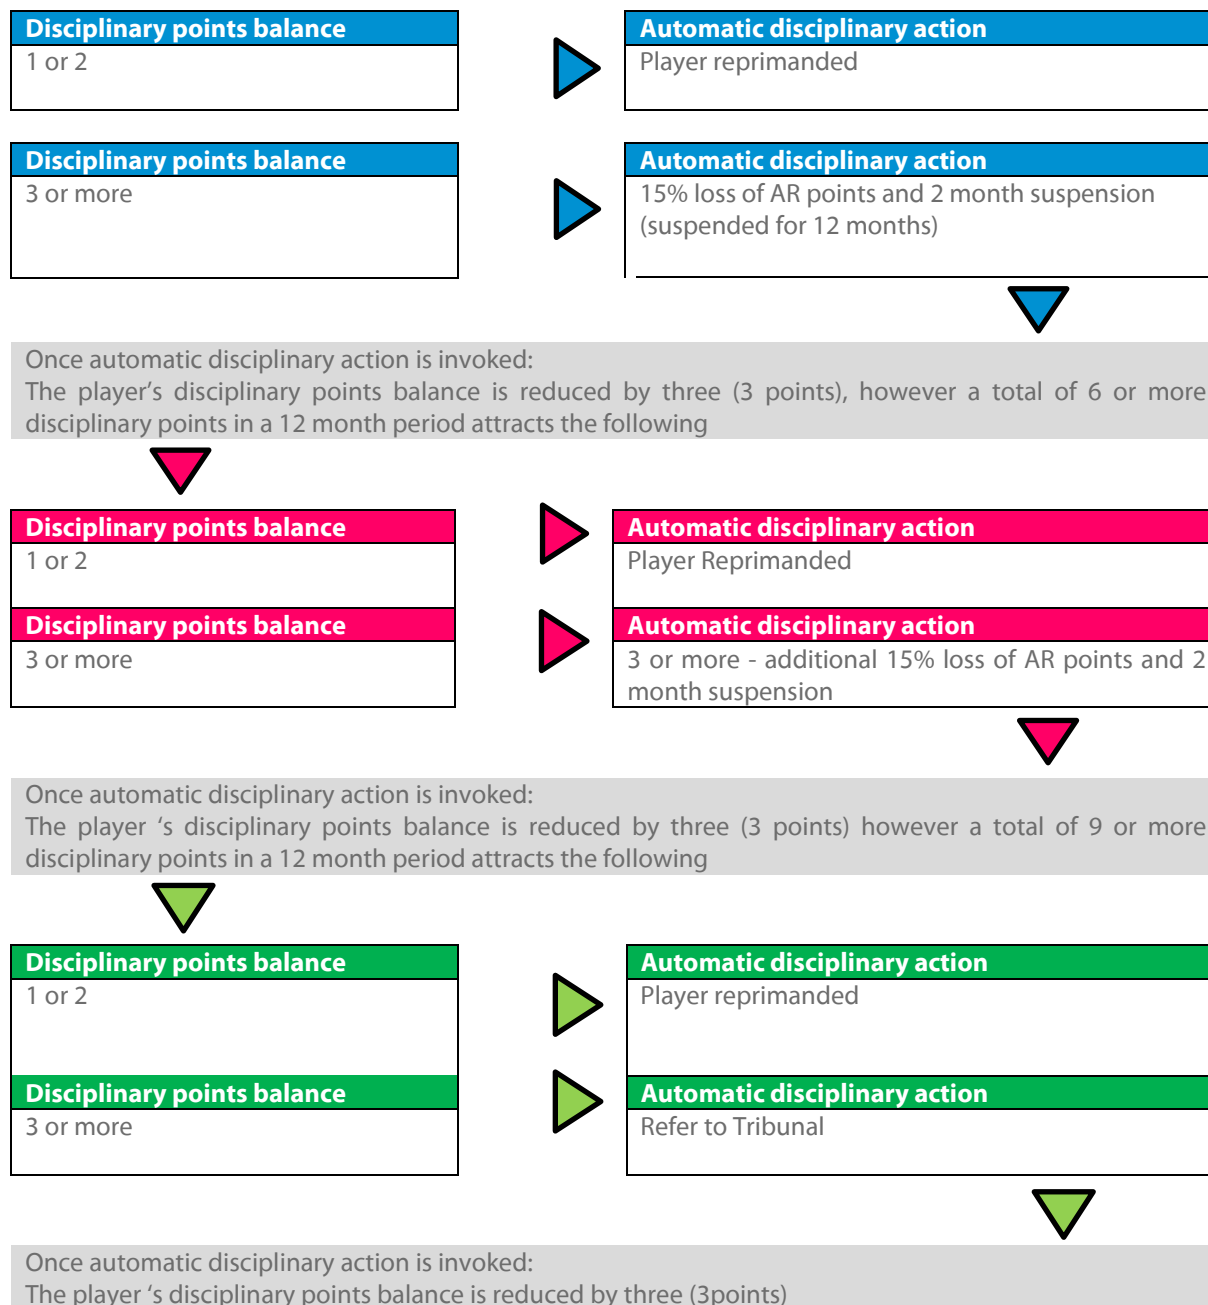 Disciplinary points balance
Automatic disciplinary action
1 or 2
Player reprimanded
Disciplinary points balance
Automatic disciplinary action
3 or more
15% loss of AR points and 2 month suspension
(suspended for 12 months)
Once automatic disciplinary action is invoked:
The player’s disciplinary points balance is reduced by three (3 points), however a total of 6 or more
disciplinary points in a 12 month period attracts the following
Disciplinary points balance
Automatic disciplinary action
1 or 2
Player Reprimanded
Disciplinary points balance
Automatic disciplinary action
3 or more
3 or more - additional 15% loss of AR points and 2
month suspension
Once automatic disciplinary action is invoked:
The player ‘s disciplinary points balance is reduced by three (3 points) however a total of 9 or more
disciplinary points in a 12 month period attracts the following
Disciplinary points balance
Automatic disciplinary action
1 or 2
Player reprimanded
Disciplinary points balance
Automatic disciplinary action
3 or more
Refer to Tribunal
Once automatic disciplinary action is invoked:
The player ‘s disciplinary points balance is reduced by three (3points)